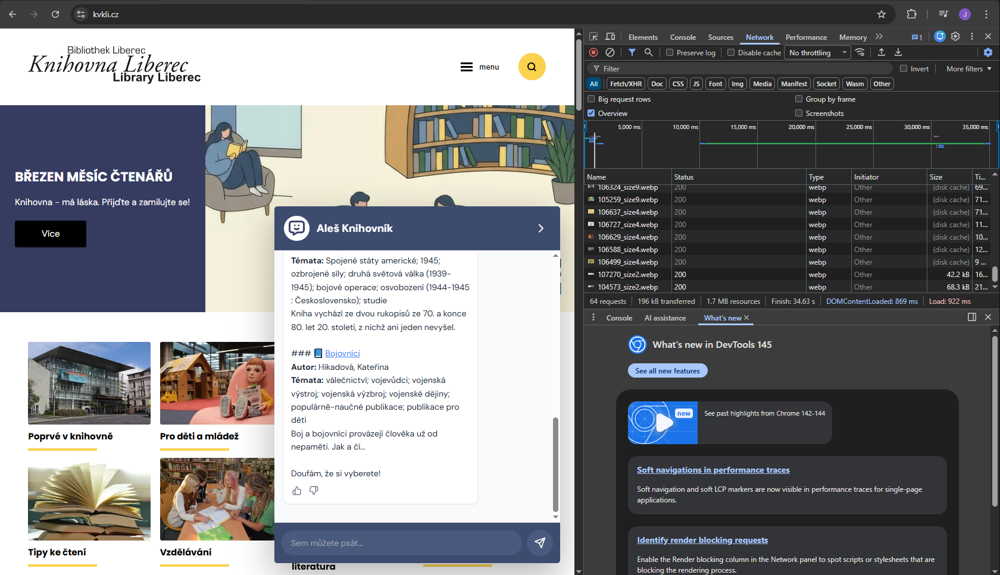 kvkli.cz
J
Bibliothek Liberec
Knihovna Liberec
Library Liberec
menu
BŘEZEN MĚSÍC ČTENÁŘŮ
Knihovna - má láska. Přijďte a zamilujte se!
Více
Aleš Knihovník
Témata: Spojené státy americké; 1945;
ozbrojené síly; druhá světová válka (1939-
1945); bojové operace; osvobození (1944-1945
: Československo); studie
Kniha vychází ze dvou rukopisů ze 70. a konce
80. let 20. století, z nichž ani jeden nevyšel.
### 📘 Bojovníci
Autor: Hikadová, Kateřina
Témata: válečnictví; vojevůdci; vojenská
výstroj; vojenská výzbroj; vojenské dějiny;
populárně-naučné publikace; publikace pro
děti
Boj a bojovníci provázejí člověka už od
nepaměti. Jak a čí...
Doufám, že si vyberete!
Sem můžete psát...
Poprvé v knihovně
Pro děti a mládež
Tipy ke čtení
Vzdělávání
literatura
Elements
Console
Sources
Network
Performance
Memory
1
Preserve log
Disable cache
No throttling
Filter
Invert
More filters
All
Fetch/XHR
Doc
CSS
JS
Font
Img
Media
Manifest
Socket
Wasm
Other
Big request rows
Group by frame
Overview
Screenshots
5,000 ms
10,000 ms
15,000 ms
20,000 ms
25,000 ms
30,000 ms
35,000 ms
Name Status Type Initiator Size Ti...
106324_size9.webp 200 webp Other (disk cache) 69...
105259_size9.webp 200 webp Other (disk cache) 71...
106637_size4.webp 200 webp Other (disk cache) 71...
106727_size4.webp 200 webp Other (disk cache) 11...
106629_size4.webp 200 webp Other (disk cache) 10...
106588_size4.webp 200 webp Other (disk cache) 12...
106499_size4.webp 200 webp Other (disk cache) 9 ...
107270_size2.webp 200 webp Other 42.2 kB 16...
104573_size2.webp 200 webp Other 68.3 kB 21...
64 requests
196 kB transferred
1.7 MB resources
Finish: 34.63 s
DOMContentLoaded: 869 ms
Load: 922 ms
Console
AI assistance
What's new
What's new in DevTools 145
See all new features
new
See past highlights from Chrome 142-144
Soft navigations in performance traces
Soft navigation and soft LCP markers are now visible in performance traces for single-page
applications.
Identify render blocking requests
Enable the Render blocking column in the Network panel to spot scripts or stylesheets that are
blocking the rendering process.